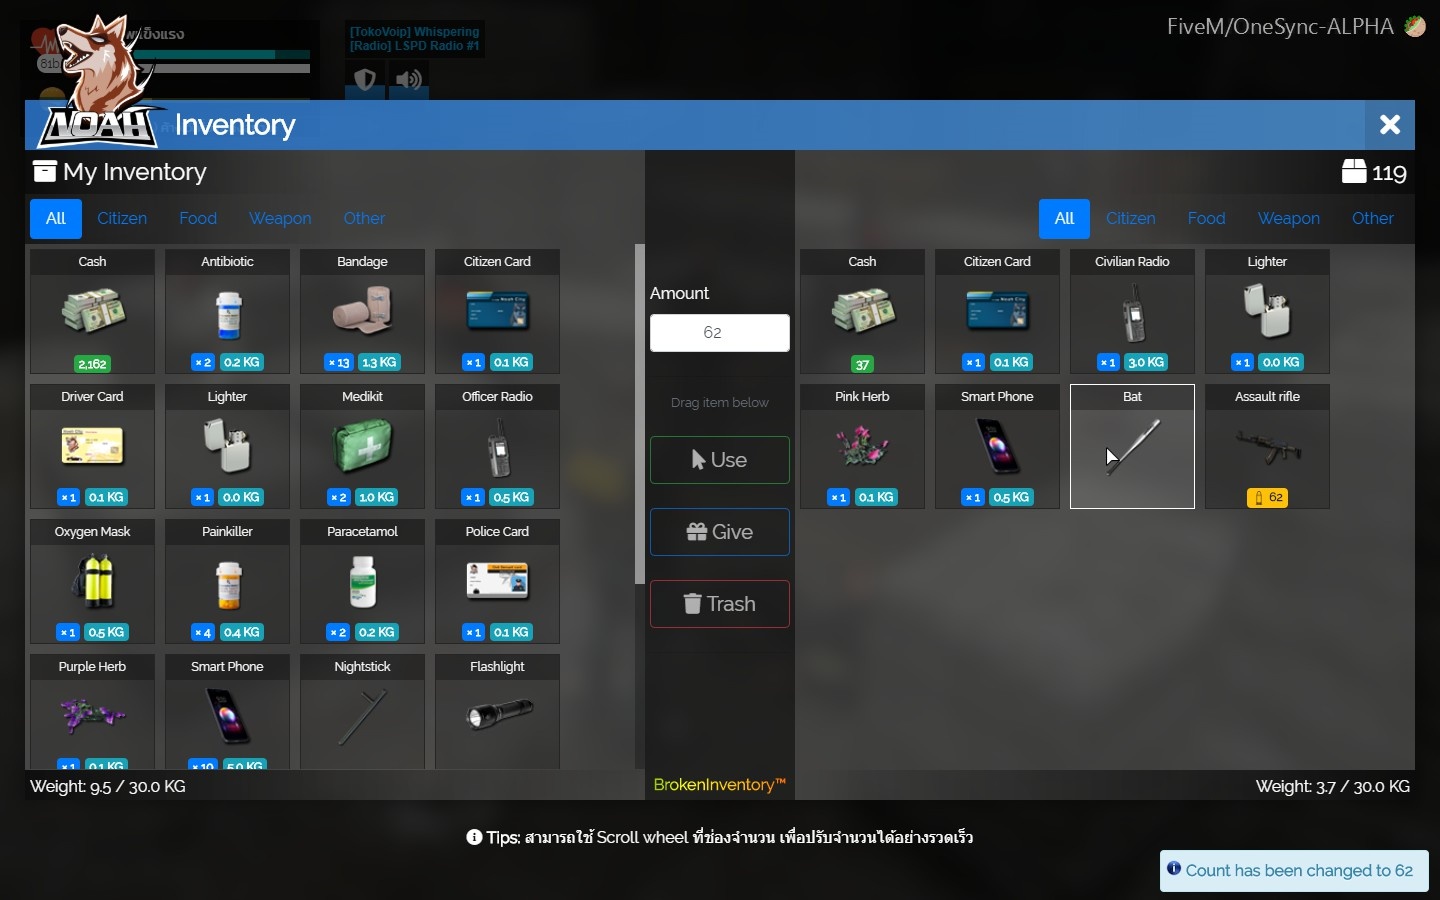 FiveM/OneSync-ALPHA
[TokoVoip] Whispering
[Radio] LSPD Radio #1
NOAH
Inventory
My Inventory
119
All Citizen Food Weapon Other
All Citizen Food Weapon Other
Cash Antibiotic Bandage Citizen Card
2,162 × 2 0.2 KG × 13 1.3 KG × 1 0.1 KG
Driver Card Lighter Medikit Officer Radio
× 1 0.1 KG × 1 0.0 KG × 2 1.0 KG × 1 0.5 KG
Oxygen Mask Painkiller Paracetamol Police Card
× 1 0.5 KG × 4 0.4 KG × 2 0.2 KG × 1 0.1 KG
Purple Herb Smart Phone Nightstick Flashlight
× 1 0.1 KG × 10 5.0 KG
Weight: 9.5 / 30.0 KG
Amount
62
Drag item below
Use
Give
Trash
BrokenInventory™
Cash Citizen Card Civilian Radio Lighter
37 × 1 0.1 KG × 1 3.0 KG × 1 0.0 KG
Pink Herb Smart Phone Bat Assault rifle
× 1 0.1 KG × 1 0.5 KG 62
Weight: 3.7 / 30.0 KG
Tips: สามารถใช้ Scroll wheel ที่ช่องจำนวน เพื่อปรับจำนวนได้อย่างรวดเร็ว
Count has been changed to 62